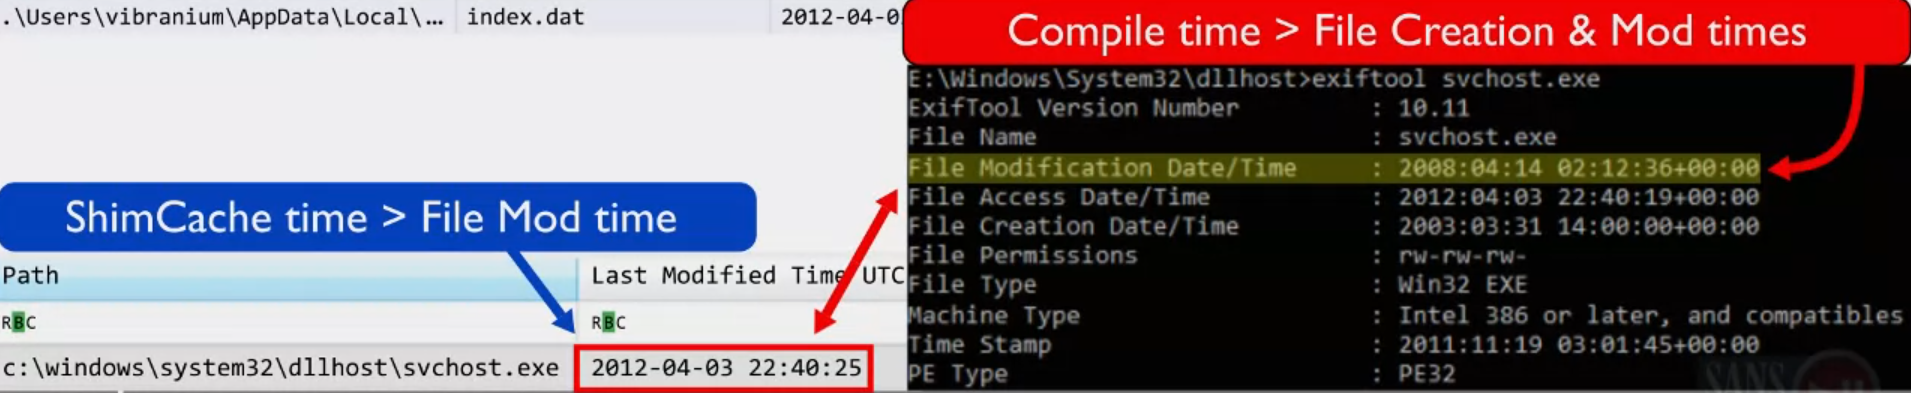 .\Users\vibranium\AppData\Local\... index.dat 2012-04-0
Compile time > File Creation & Mod times
ShimCache time > File Mod time
Path Last Modified Time UTC
RBC RBC
c:\windows\system32\dllhost\svchost.exe 2012-04-03 22:40:25
E:\Windows\System32\dllhost>exiftool svchost.exe
ExifTool Version Number : 10.11
File Name : svchost.exe
File Modification Date/Time : 2008:04:14 02:12:36+00:00
File Access Date/Time : 2012:04:03 22:40:19+00:00
File Creation Date/Time : 2003:03:31 14:00:00+00:00
File Permissions : rw-rw-rw-
File Type : Win32 EXE
Machine Type : Intel 386 or later, and compatibles
Time Stamp : 2011:11:19 03:01:45+00:00
PE Type : PE32
SANS